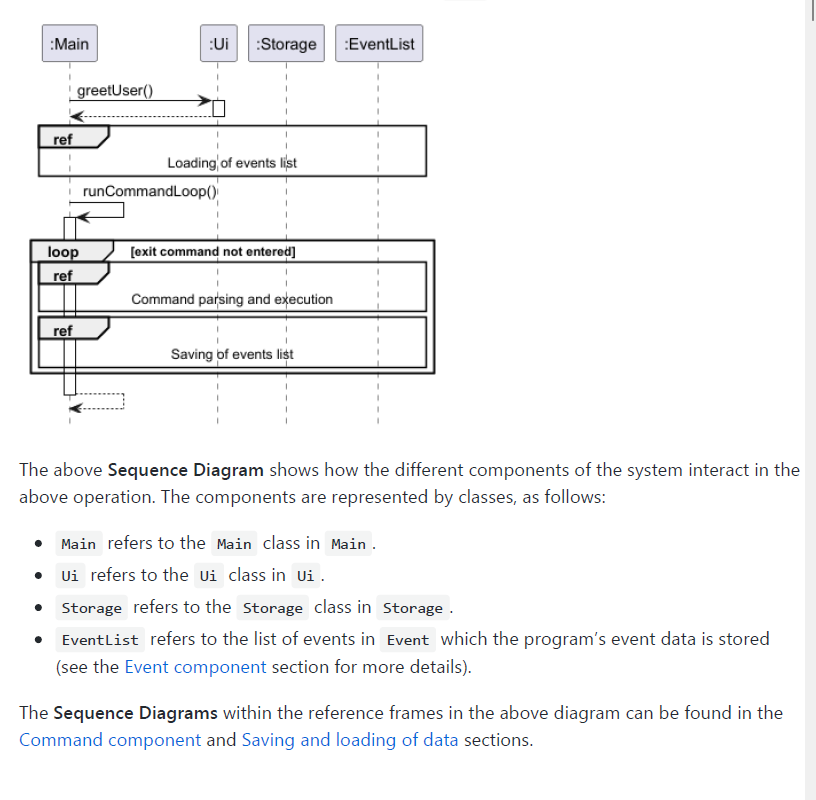 :Main :Ui :Storage :EventList
greetUser()
ref
Loading of events list
runCommandLoop()
loop [exit command not entered]
ref
Command parsing and execution
ref
Saving of events list
The above Sequence Diagram shows how the different components of the system interact in the
above operation. The components are represented by classes, as follows:
• Main refers to the Main class in Main .
• Ui refers to the Ui class in Ui .
• Storage refers to the Storage class in Storage .
• EventList refers to the list of events in Event which the program’s event data is stored
(see the Event component section for more details).
The Sequence Diagrams within the reference frames in the above diagram can be found in the
Command component and Saving and loading of data sections.